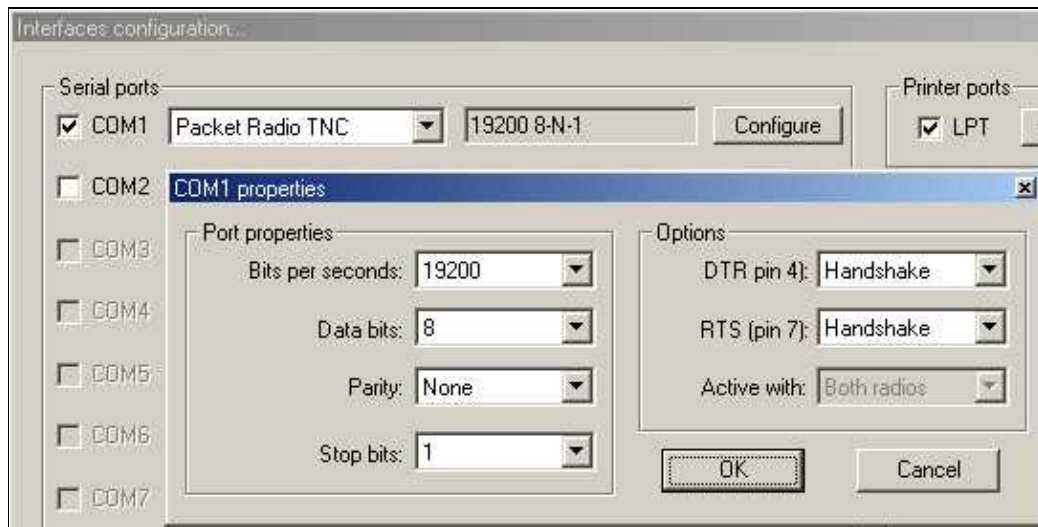 Interfaces configuration...
Serial ports
Printer ports
COM1 Packet Radio TNC 19200 8-N-1 Configure LPT
COM2
COM1 properties
Port properties
Options
COM3
Bits per seconds: 19200
DTR pin 4): Handshake
COM4
Data bits: 8
RTS (pin 7): Handshake
COM5
Parity: None
Active with: Both radios
COM6
Stop bits: 1
OK
Cancel
COM7